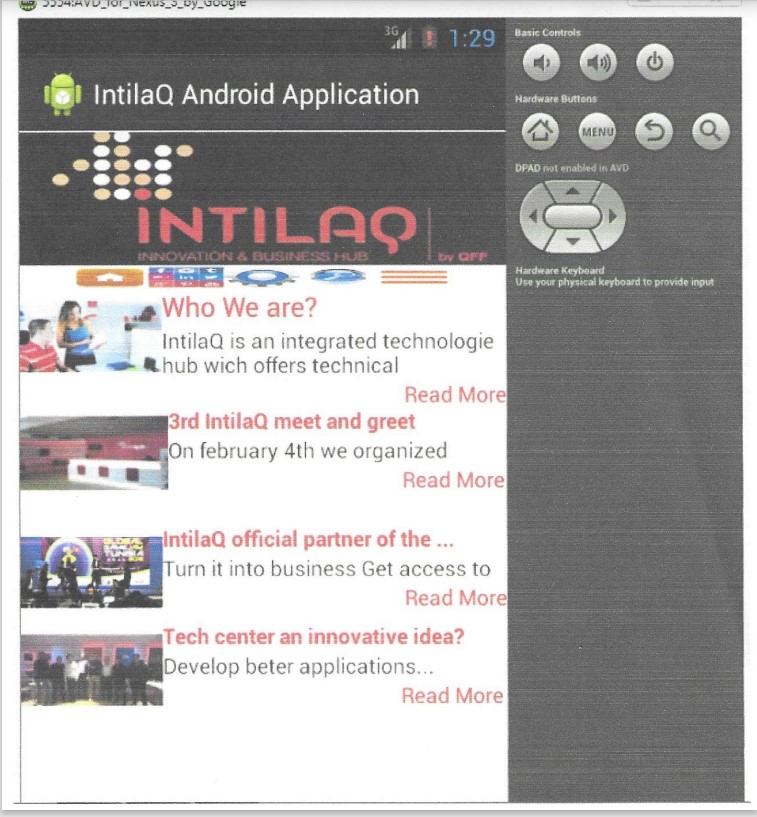 5554:AVD_for_Nexus_S_by_Google
3G
1:29
IntilaQ Android Application
INTILAQ
INNOVATION & BUSINESS HUB
by QFF
Who We are?
IntilaQ is an integrated technologie
hub wich offers technical
Read More
3rd IntilaQ meet and greet
On february 4th we organized
Read More
IntilaQ official partner of the ...
Turn it into business Get access to
Read More
Tech center an innovative idea?
Develop beter applications...
Read More
Basic Controls
Hardware Buttons
MENU
DPAD not enabled in AVD
Hardware Keyboard
Use your physical keyboard to provide input